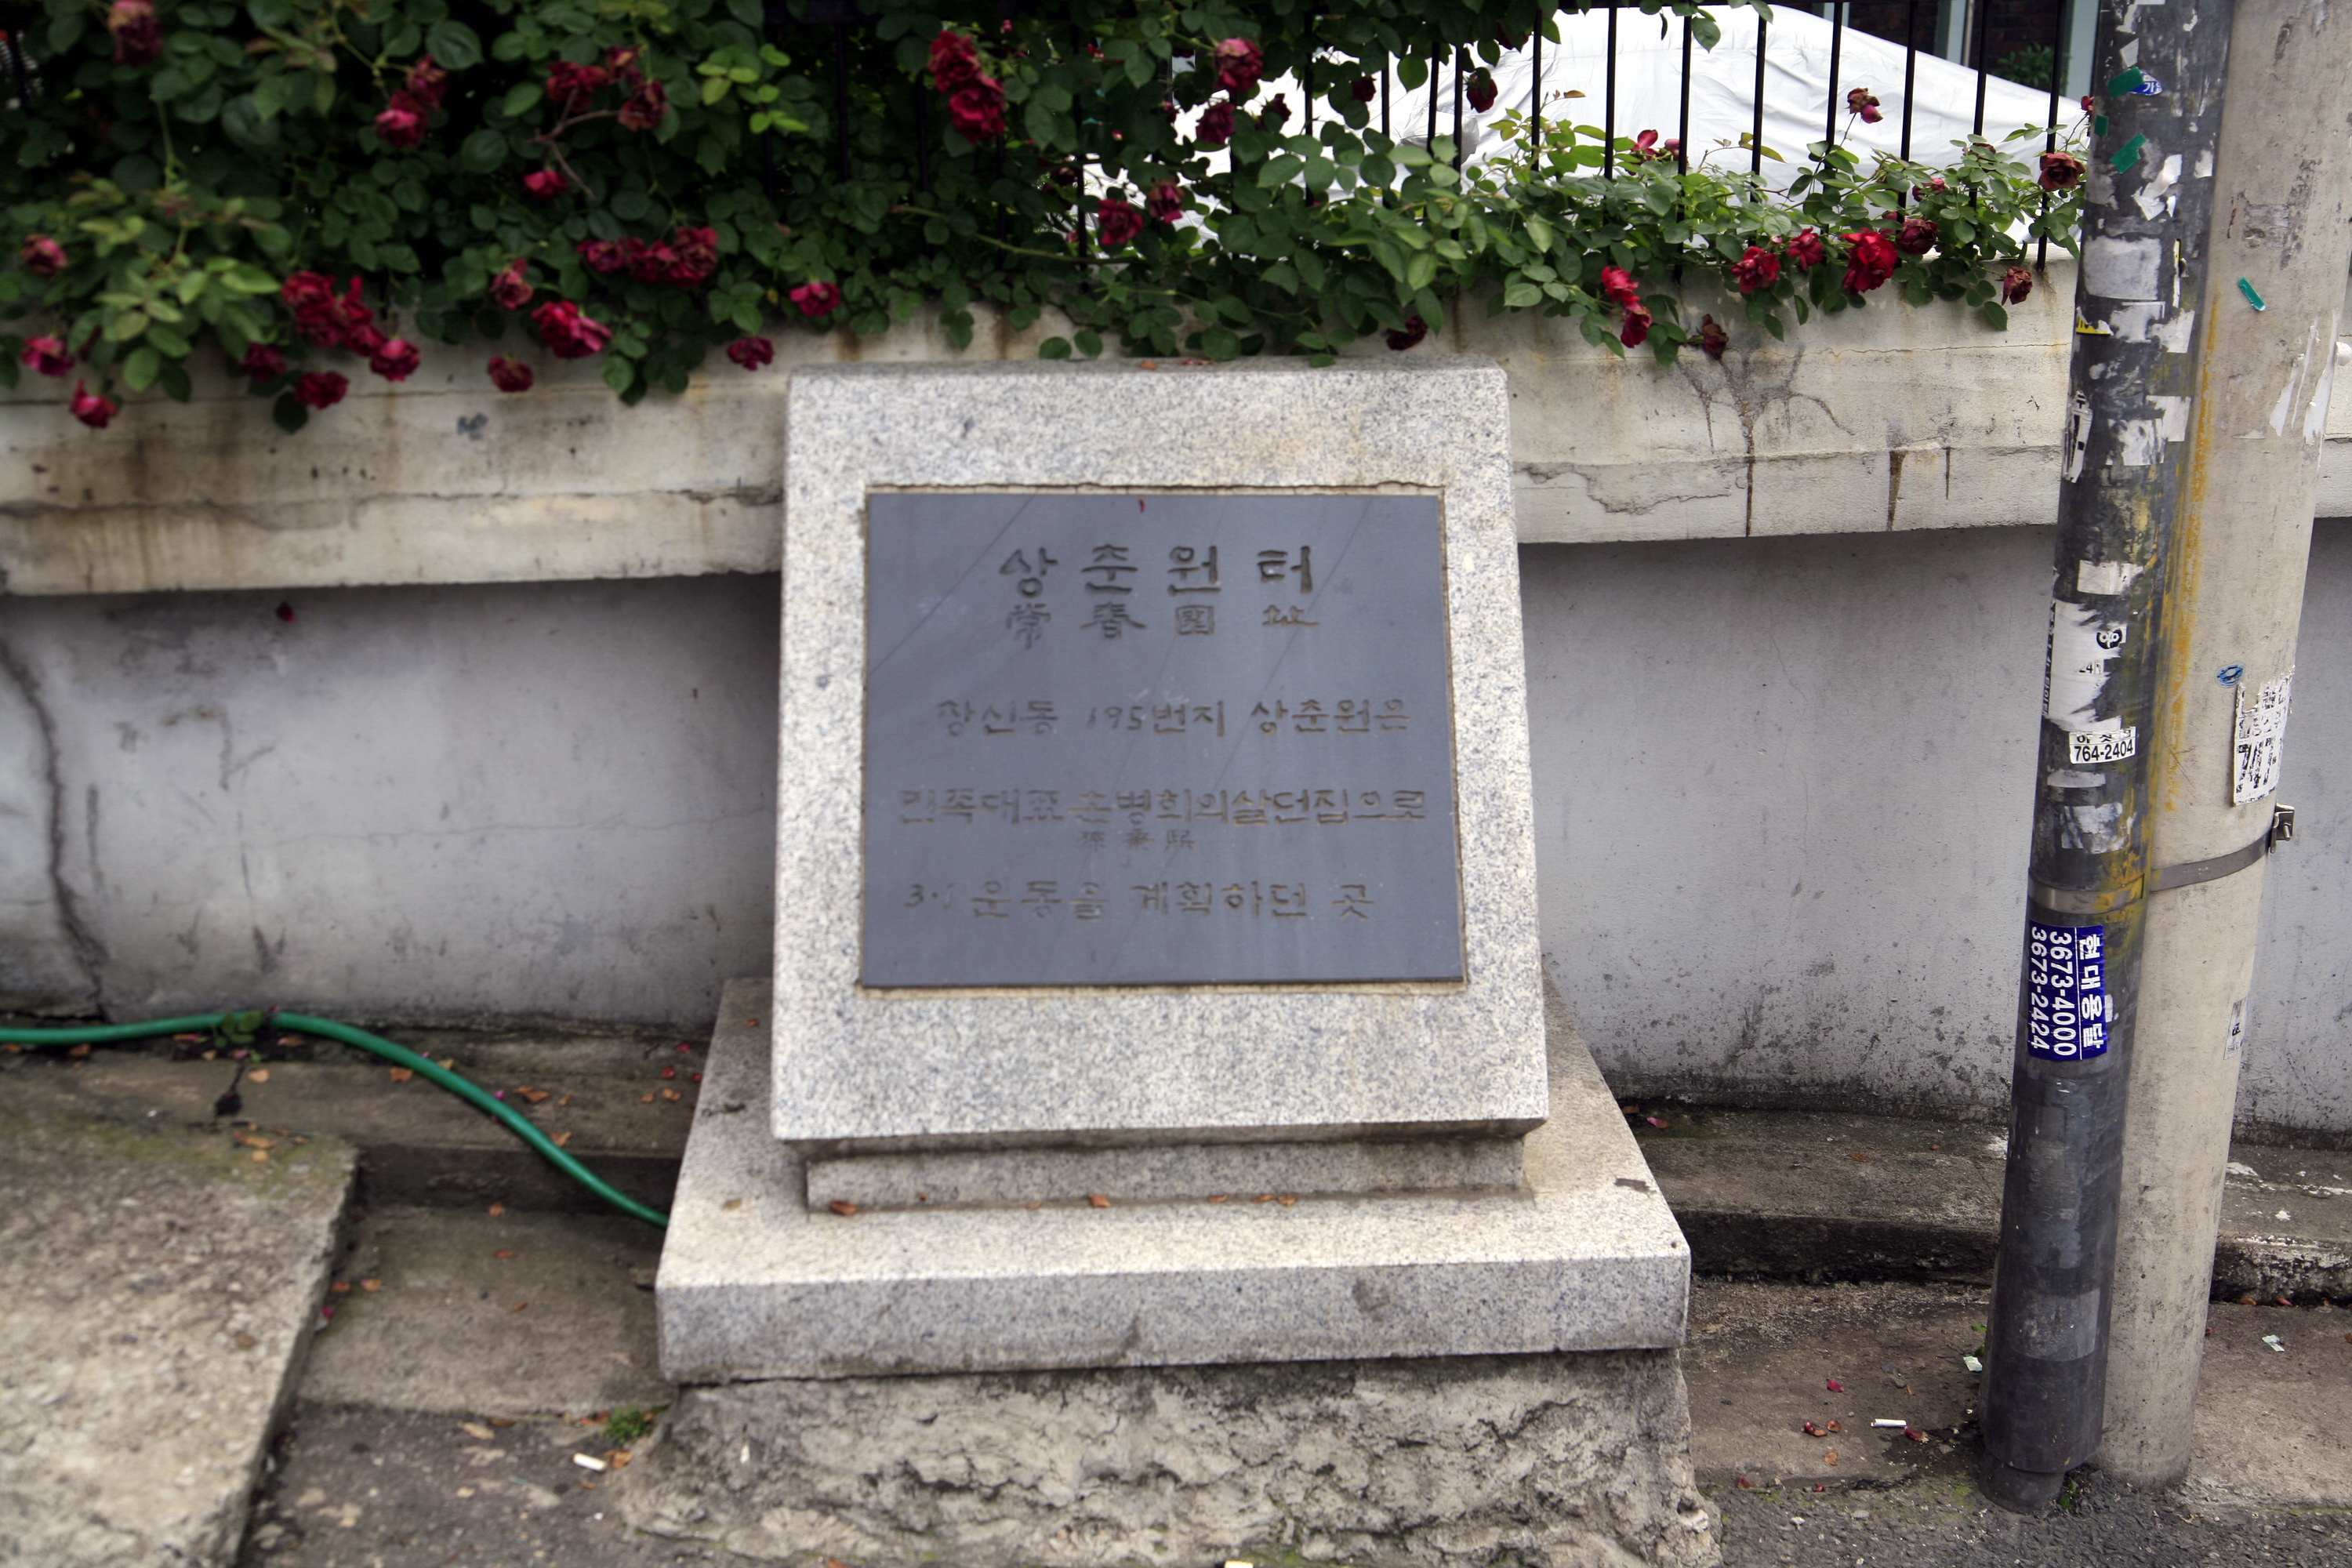 상춘원터
常春園址
창신동 195번지 상춘원은
민족대표손병희의살던집으로
孫秉熙
3·1 운동을 계획하던 곳
764-2404
현대용달
3673-4000
3673-2424